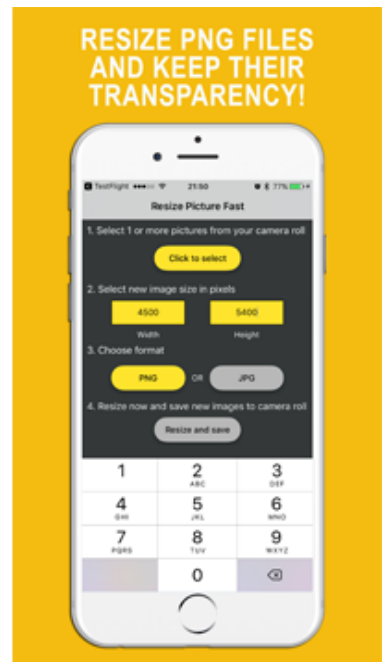 RESIZE PNG FILES
AND KEEP THEIR
TRANSPARENCY!
TestFlight 21:50 77%
Resize Picture Fast
1. Select 1 or more pictures from your camera roll
Click to select
2. Select new image size in pixels
4500 5400
Width Height
3. Choose format
PNG OR JPG
4. Resize now and save new images to camera roll
Resize and save
1 2 3
ABC DEF
4 5 6
GHI JKL MNO
7 8 9
PQRS TUV WXYZ
0